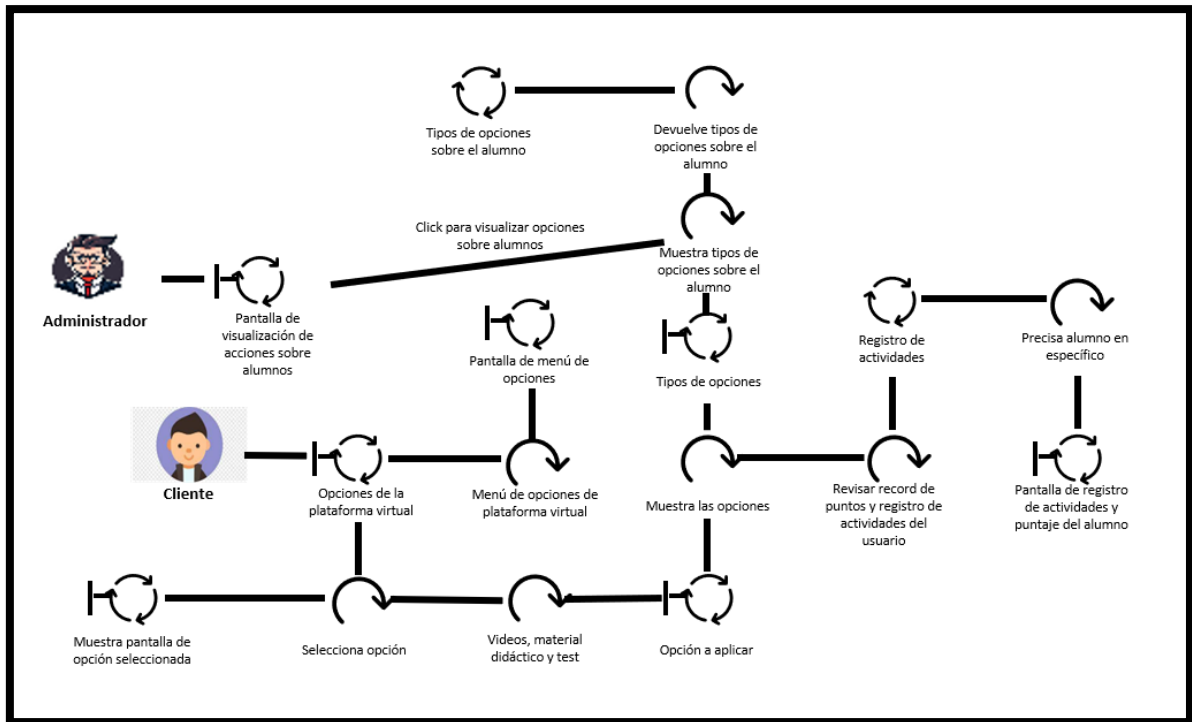 Tipos de opciones
sobre el alumno
Devuelve tipos de
opciones sobre el
alumno
Click para visualizar opciones
sobre alumnos
Muestra tipos de
opciones sobre el
alumno
Administrador
Pantalla de
visualización de
acciones sobre
alumnos
Pantalla de menú de
opciones
Tipos de opciones
Registro de
actividades
Precisa alumno en
específico
Cliente
Opciones de la
plataforma virtual
Menú de opciones de
plataforma virtual
Muestra las opciones
Revisar record de
puntos y registro de
actividades del
usuario
Pantalla de registro
de actividades y
puntaje del alumno
Muestra pantalla de
opción seleccionada
Selecciona opción
Videos, material
didáctico y test
Opción a aplicar